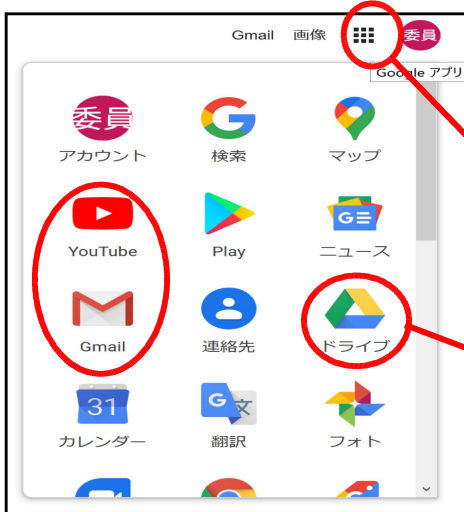 Gmail 画像 委員
Google アプリ
委員
アカウント 検索 マップ
GE
YouTube Play ニュース
Gmail 連絡先 ドライブ
31 G 文
カレンダー 翻訳 フォト